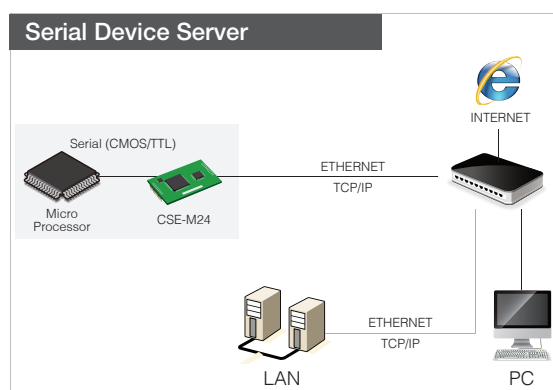 Serial Device Server
INTERNET
Serial (CMOS/TTL)
ETHERNET
TCP/IP
Micro
Processor
CSE-M24
ETHERNET
TCP/IP
LAN
PC